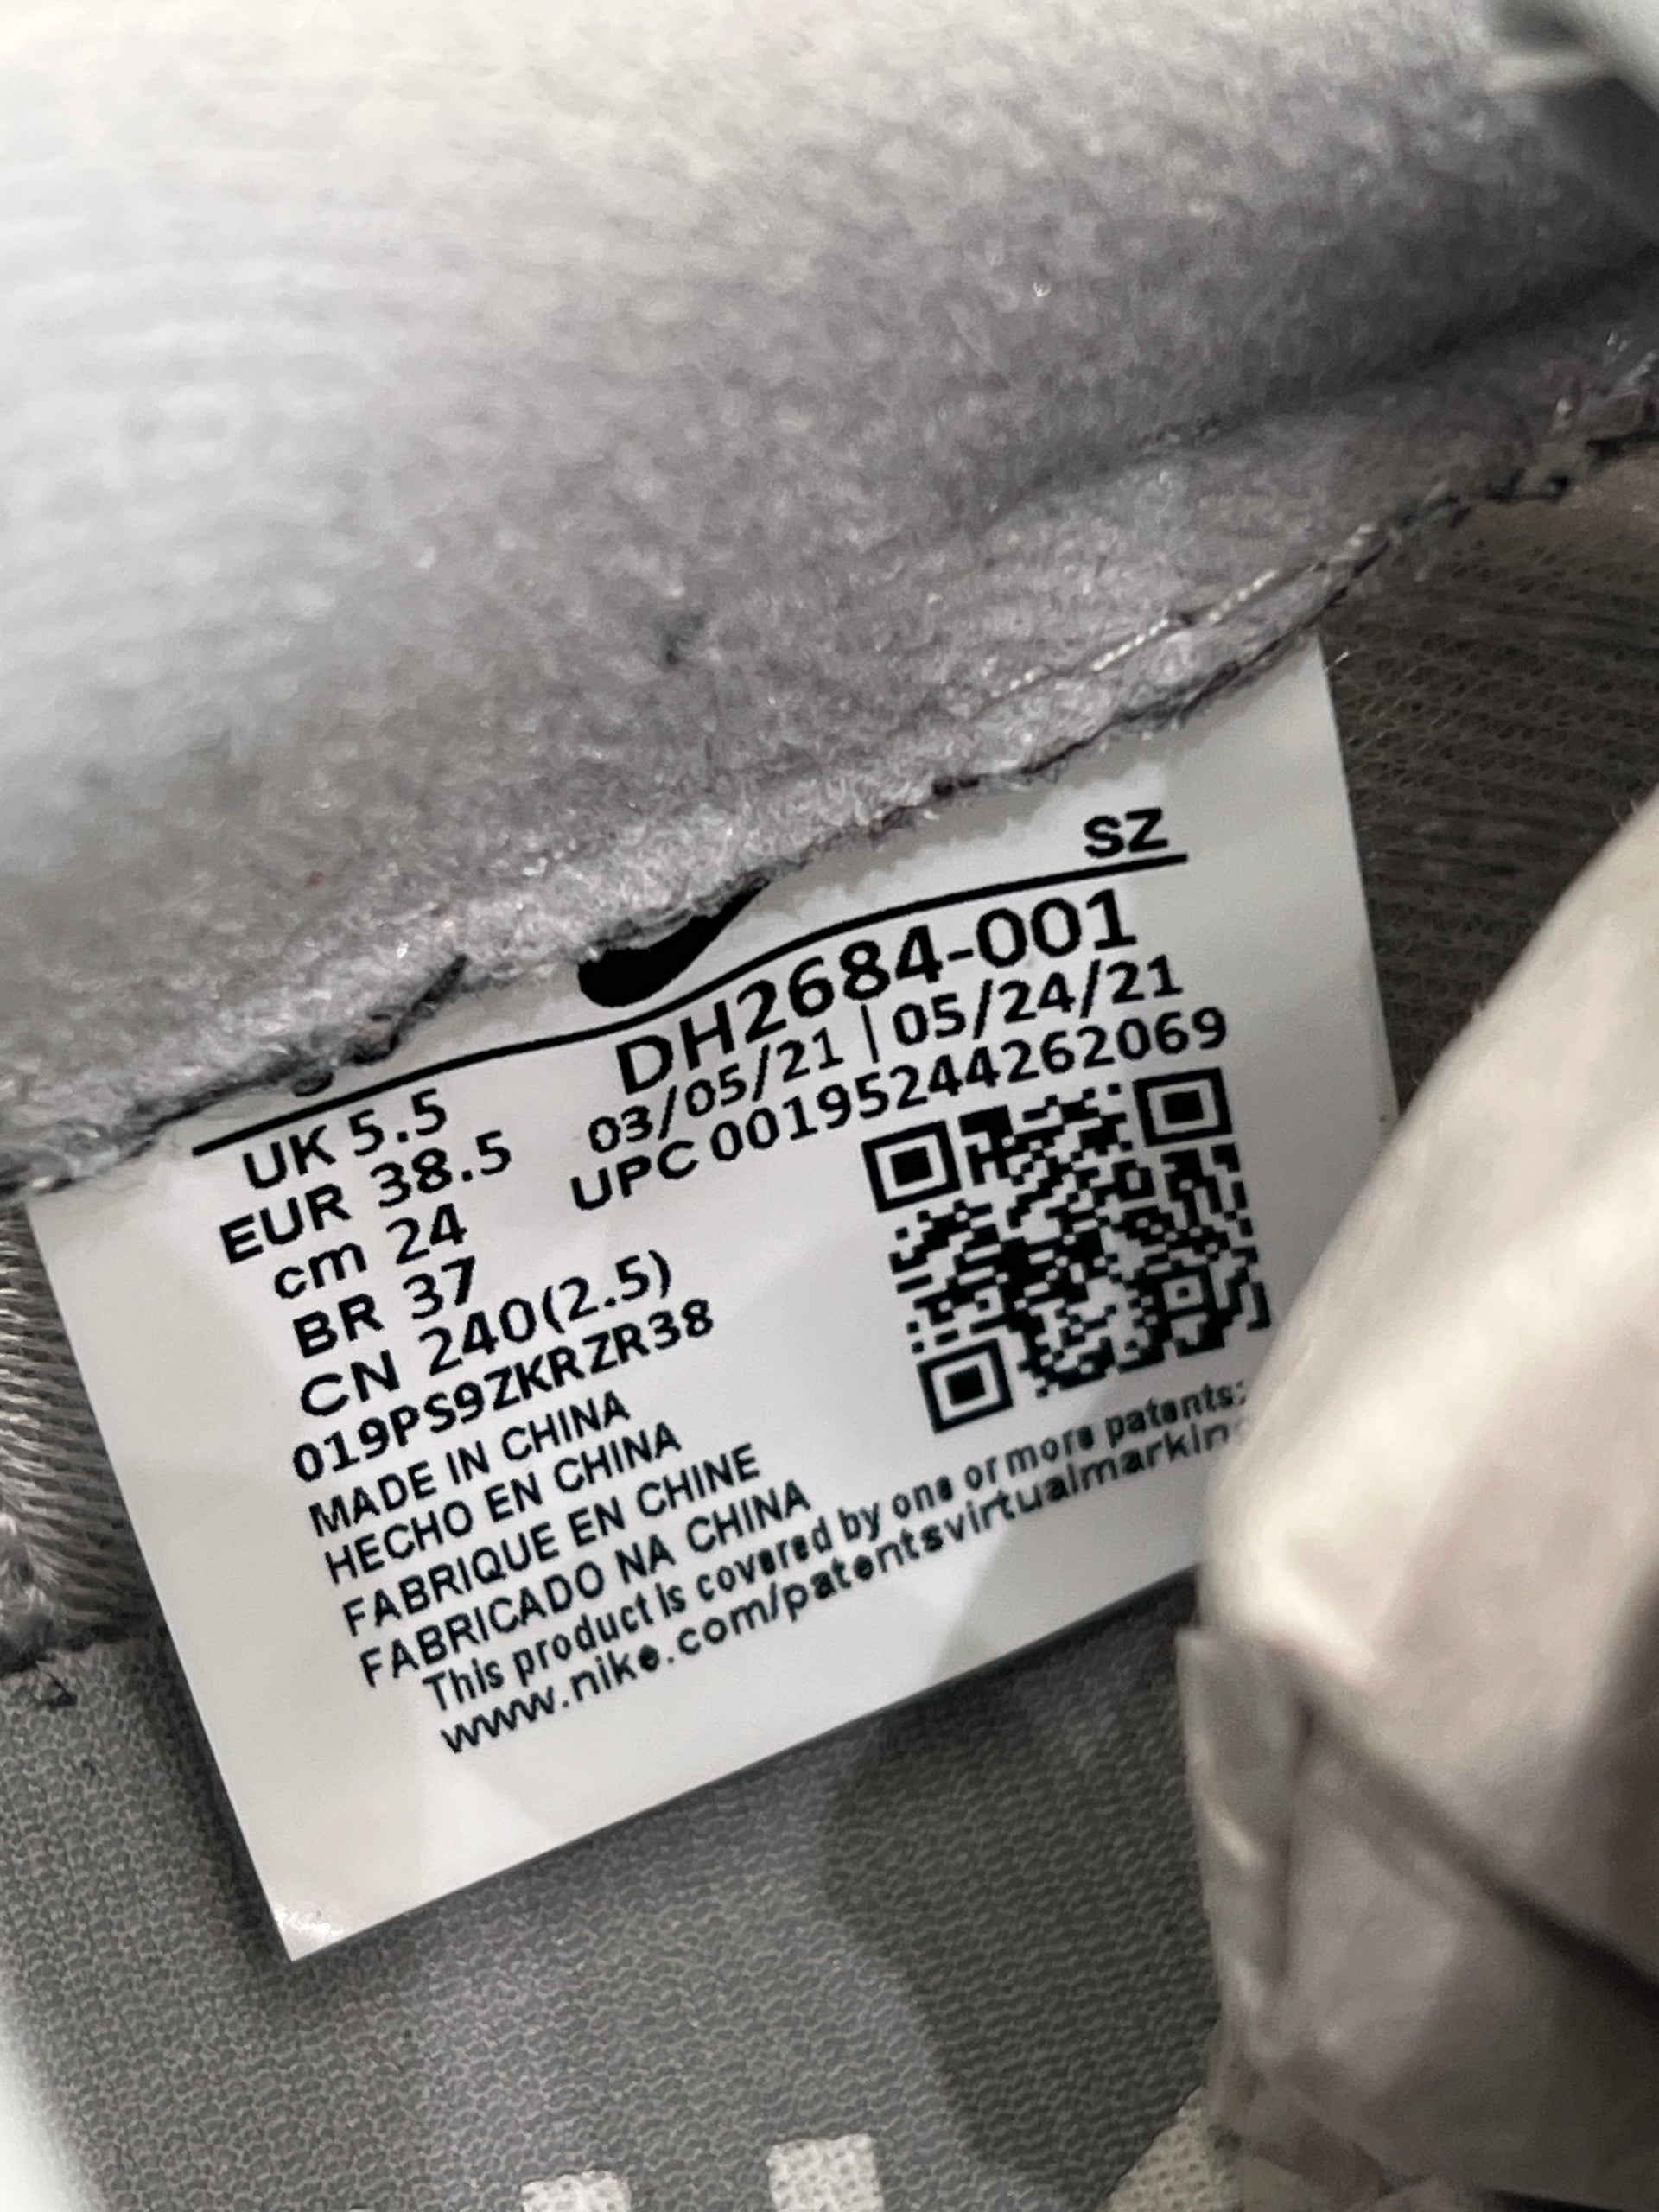 SZ
DH2684-001
03/05/21 | 05/24/21
UPC 00195244262069
UK 5.5
EUR 38.5
cm 24
BR 37
CN 240(2.5)
019PS9ZKRZR38
MADE IN CHINA
HECHO EN CHINA
FABRIQUE EN CHINE
FABRICADO NA CHINA
This product is covered by one or more patents:
www.nike.com/patentsvirtualmarkin